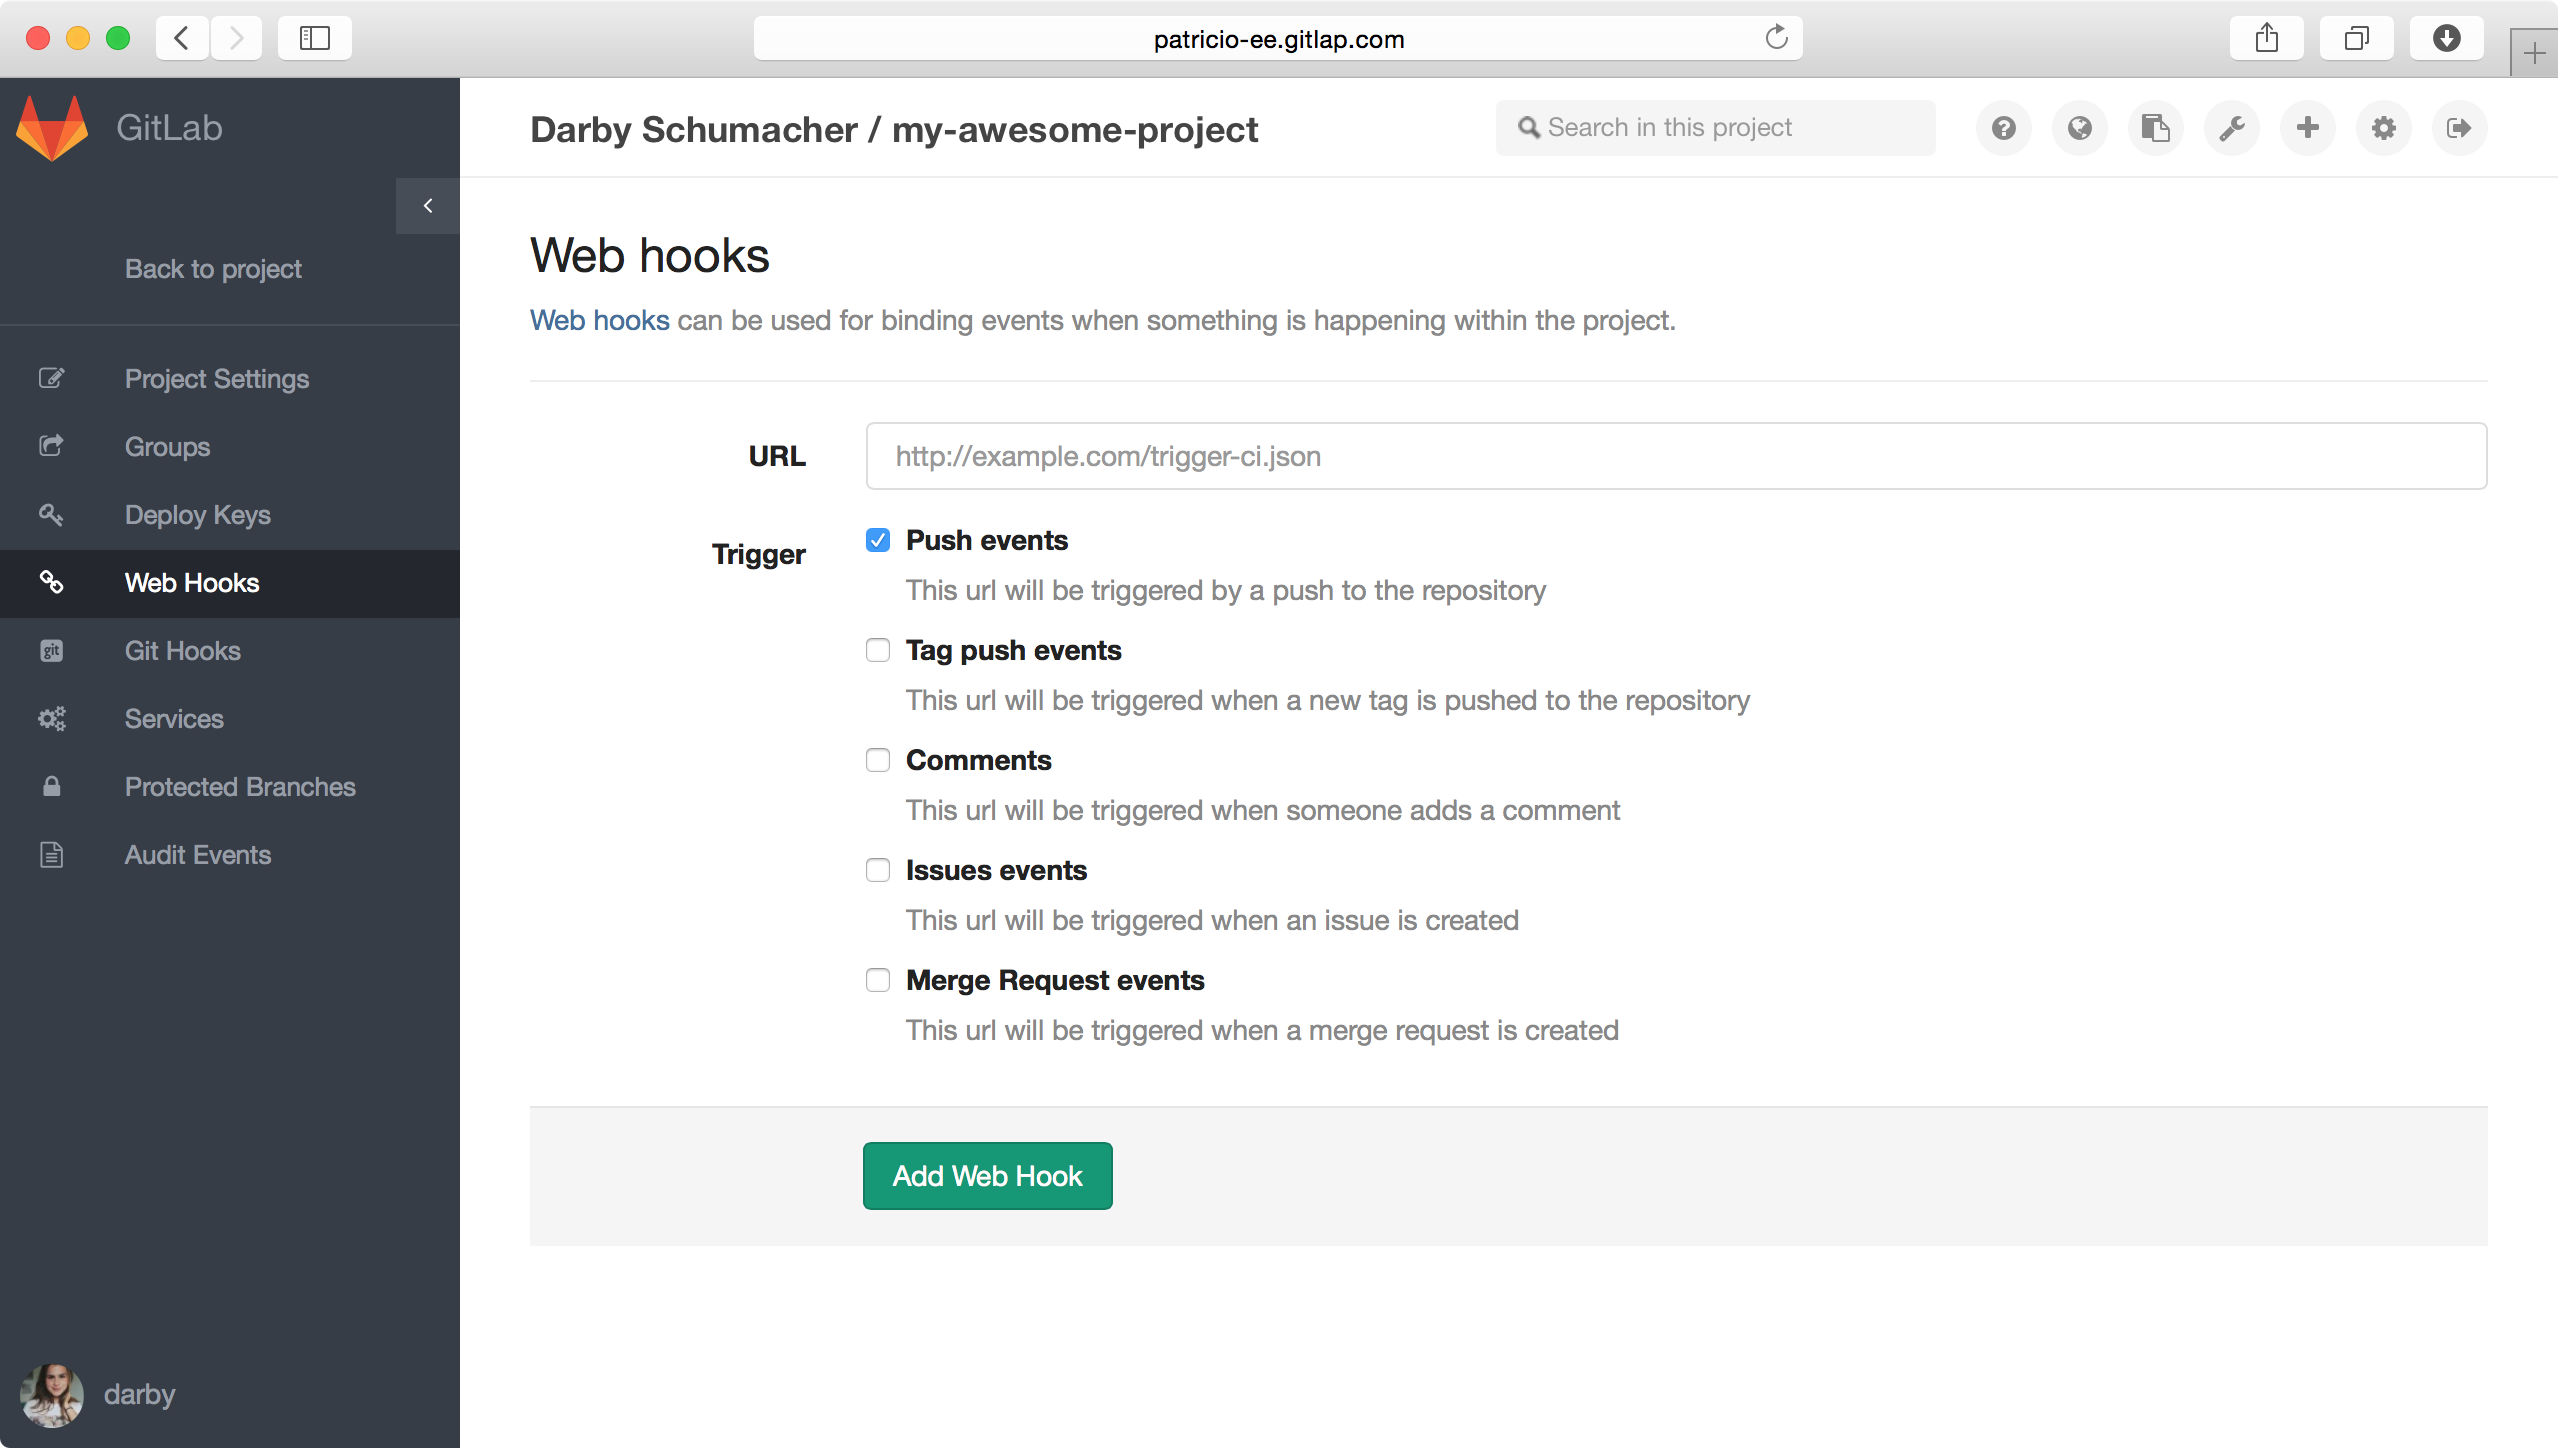 patricio-ee.gitlap.com
GitLab
Darby Schumacher / my-awesome-project
Search in this project
Back to project
Project Settings
Groups
Deploy Keys
Web Hooks
git
Git Hooks
Services
Protected Branches
Audit Events
darby
Web hooks
Web hooks can be used for binding events when something is happening within the project.
URL
http://example.com/trigger-ci.json
Trigger
Push events
This url will be triggered by a push to the repository
Tag push events
This url will be triggered when a new tag is pushed to the repository
Comments
This url will be triggered when someone adds a comment
Issues events
This url will be triggered when an issue is created
Merge Request events
This url will be triggered when a merge request is created
Add Web Hook